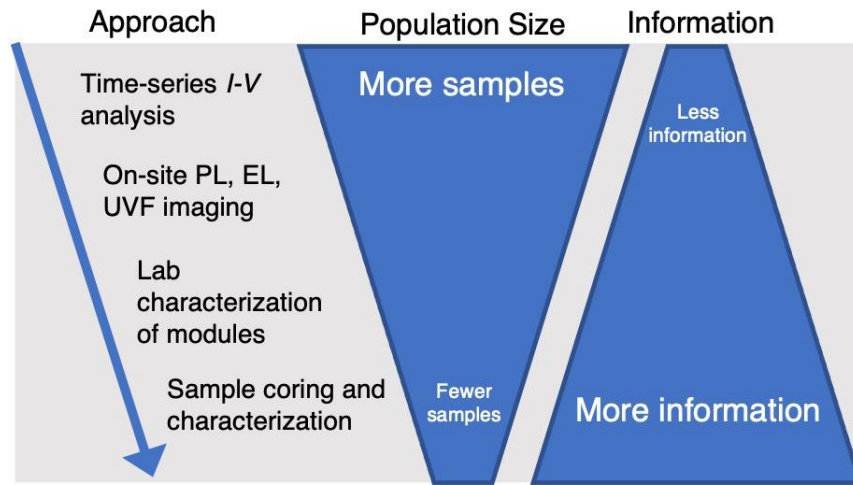 Approach
Population Size
Information
Time-series I-V
analysis
More samples
Less
information
On-site PL, EL,
UVF imaging
Lab
characterization
of modules
Sample coring and
characterization
Fewer
samples
More information